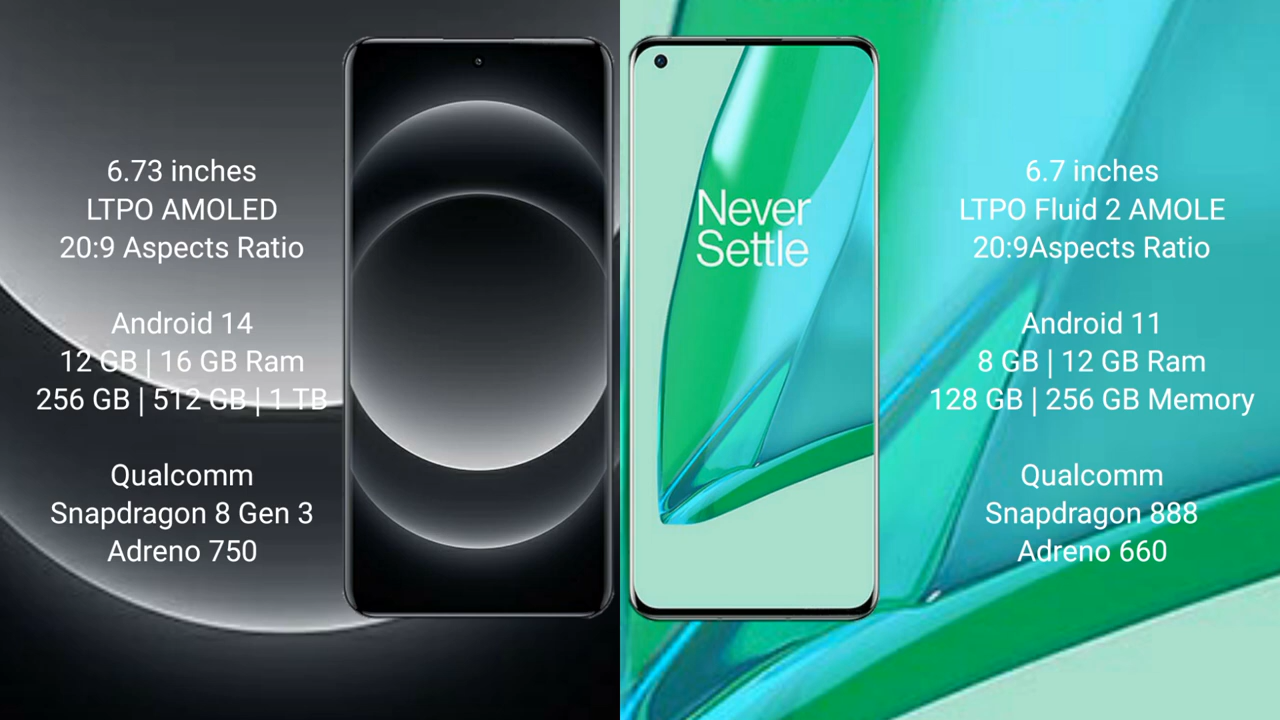 6.73 inches
LTPO AMOLED
20:9 Aspects Ratio
Android 14
12 GB | 16 GB Ram
256 GB | 512 GB | 1 TB
Qualcomm
Snapdragon 8 Gen 3
Adreno 750
Never
Settle
6.7 inches
LTPO Fluid 2 AMOLE
20:9Aspects Ratio
Android 11
8 GB | 12 GB Ram
128 GB | 256 GB Memory
Qualcomm
Snapdragon 888
Adreno 660